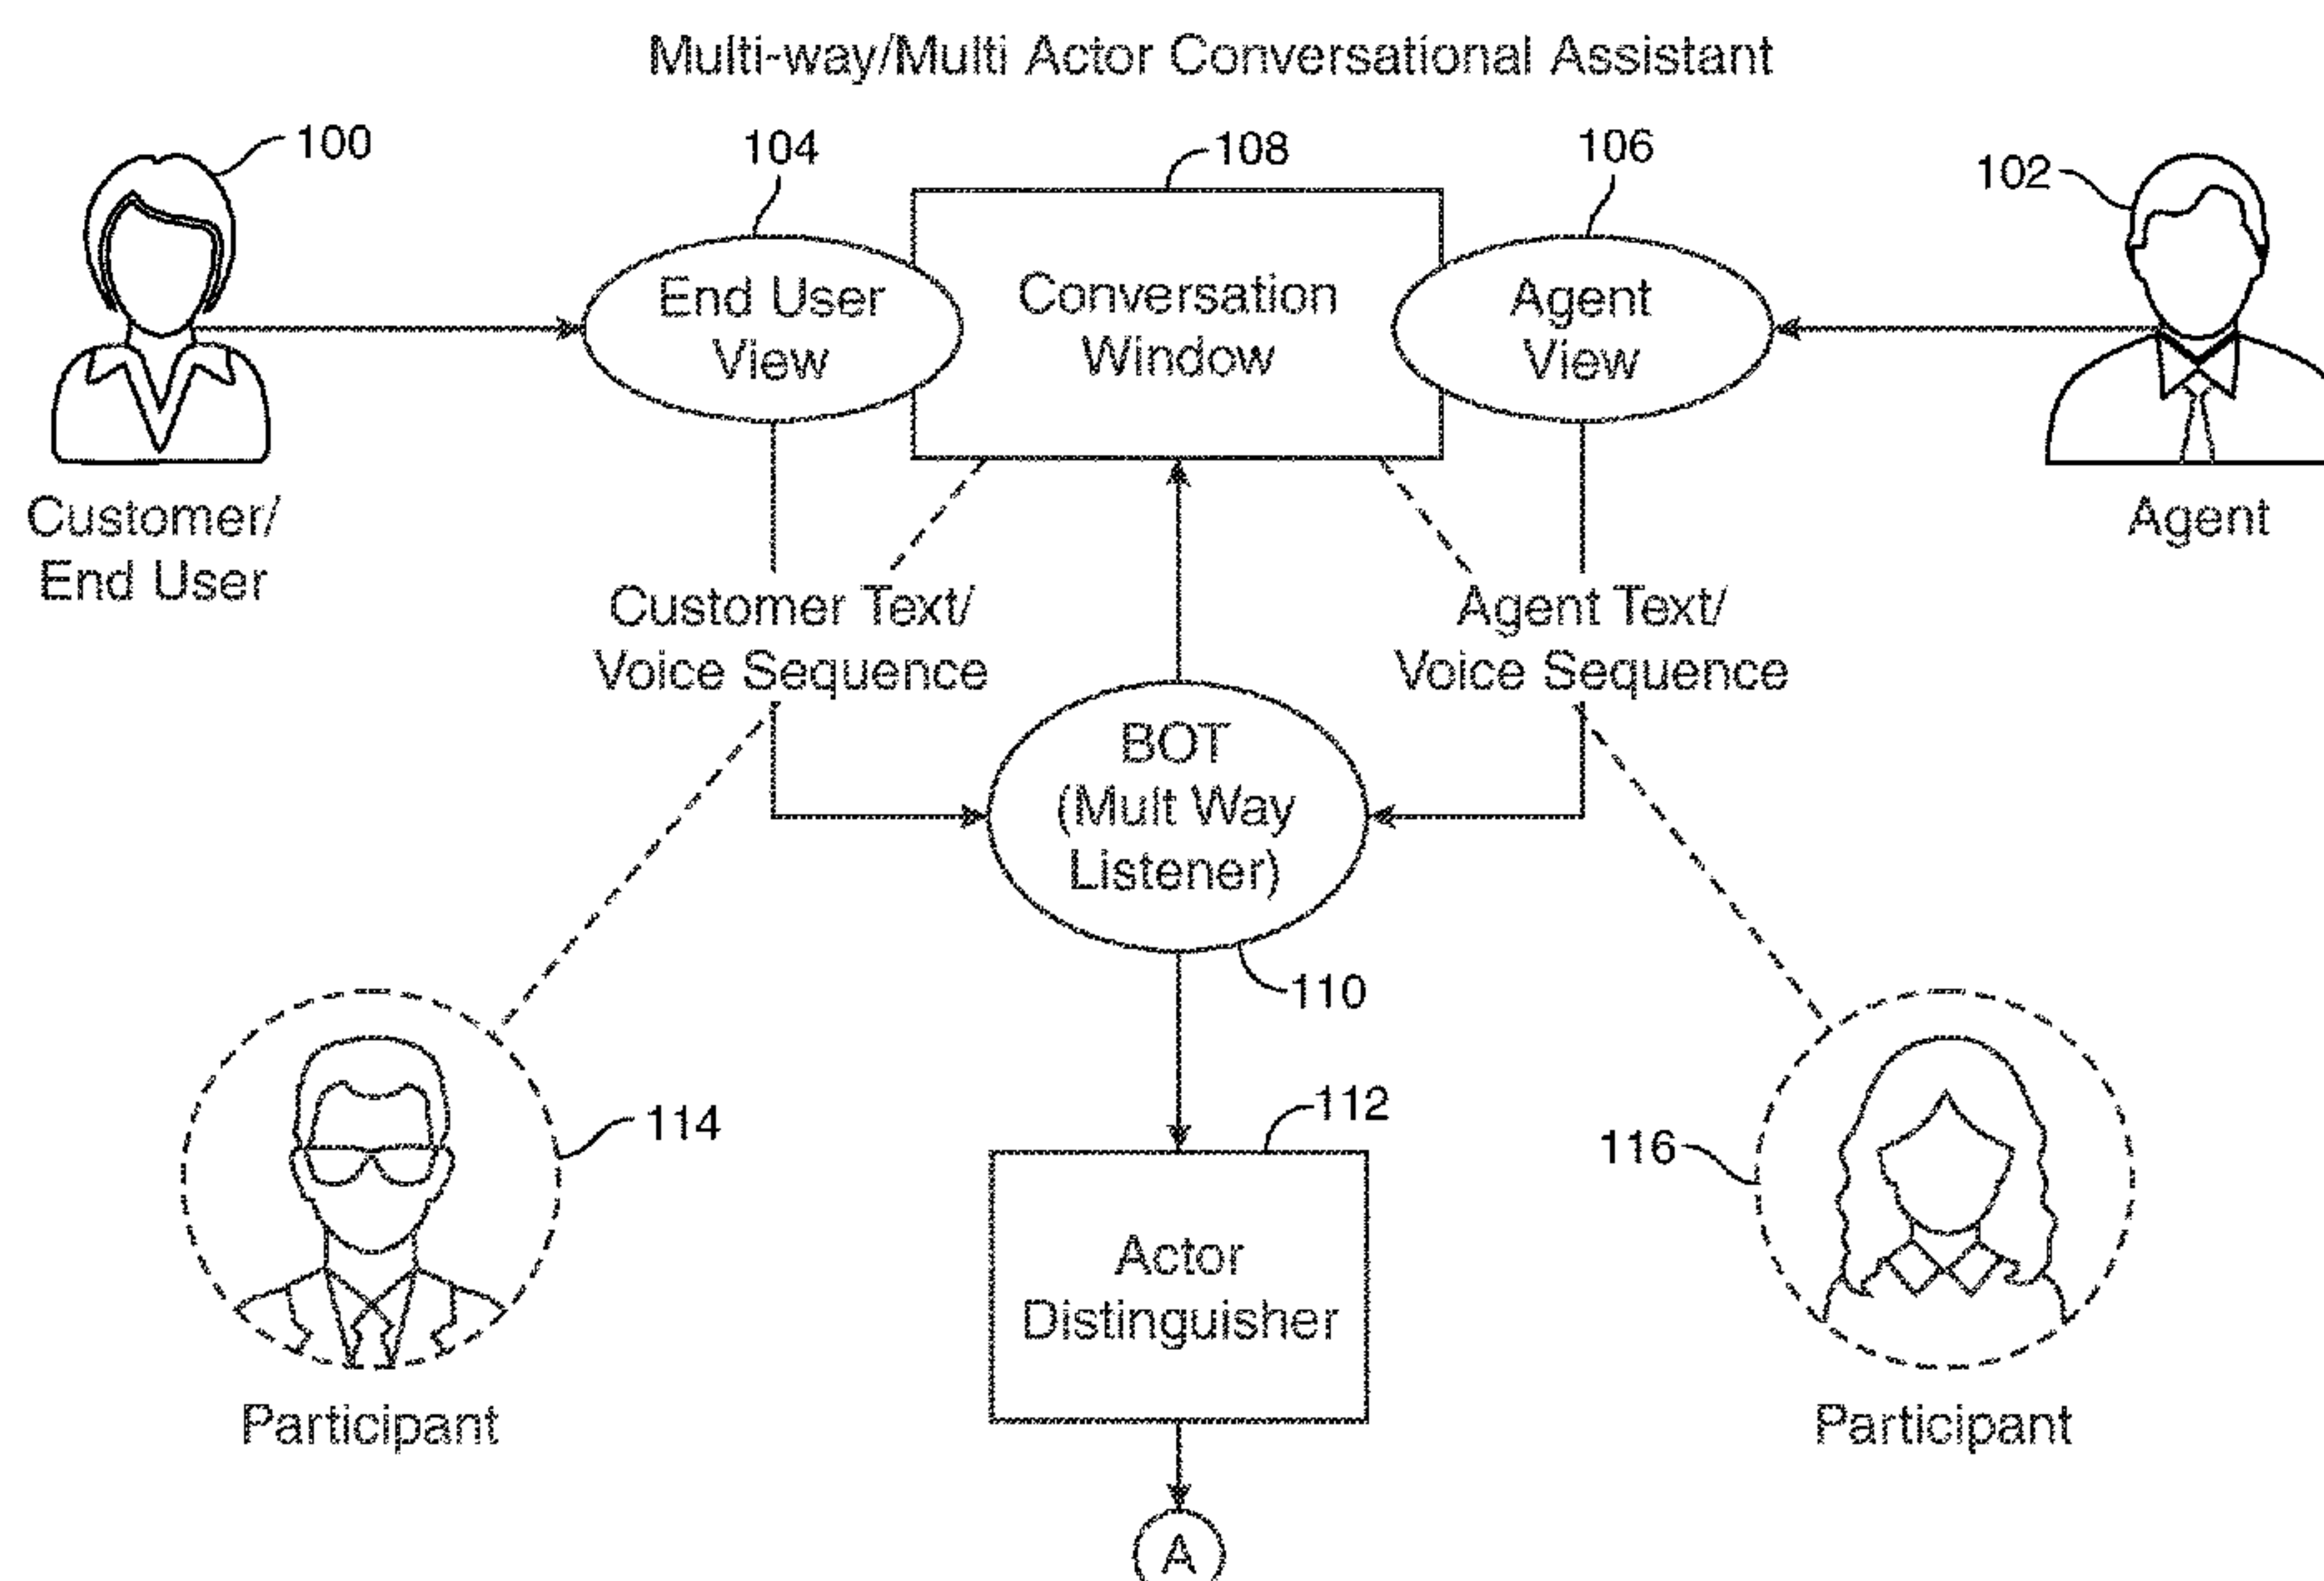 Multi-way/Multi Actor Conversational Assistant
100
104
108
106
102
End User
View
Conversation
Window
Agent
View
Customer/
End User
Agent
Customer Text/
Voice Sequence
Agent Text/
Voice Sequence
BOT
(Mult Way
Listener)
110
114
112
116
Actor
Distinguisher
Participant
Participant
A